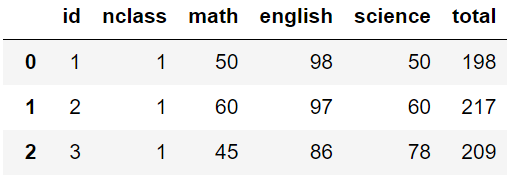 id nclass math english science total
0 1 1 50 98 50 198
1 2 1 60 97 60 217
2 3 1 45 86 78 209